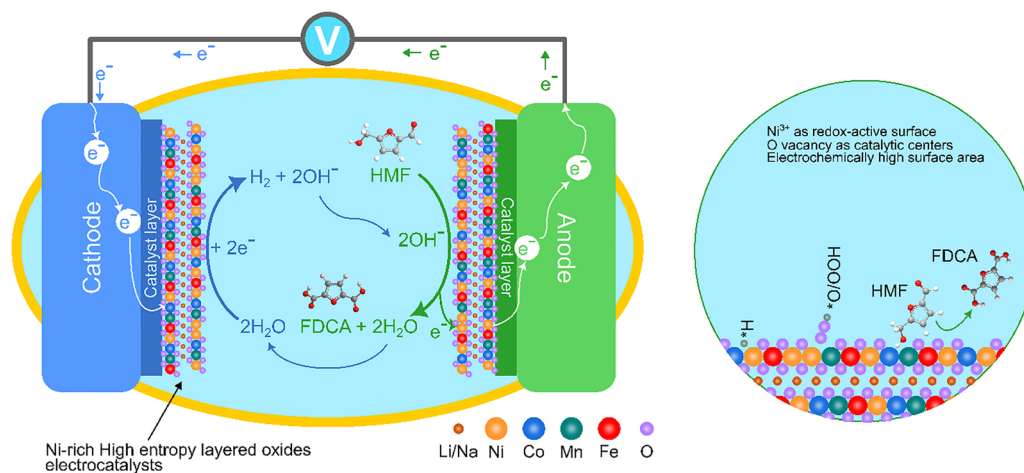 V
← e⁻
← e⁻
e⁻
e⁻
Cathode
e⁻
e⁻
Catalyst layer
H₂ + 2OH⁻
+ 2e⁻
2H₂O
HMF
2OH⁻
FDCA + 2H₂O
e⁻
Catalyst layer
Anode
e⁻
e⁻
Ni-rich High entropy layered oxides
electrocatalysts
Li/Na Ni Co Mn Fe O
Ni³⁺ as redox-active surface
O vacancy as catalytic centers
Electrochemically high surface area
*H
*O/OOH
HMF
FDCA